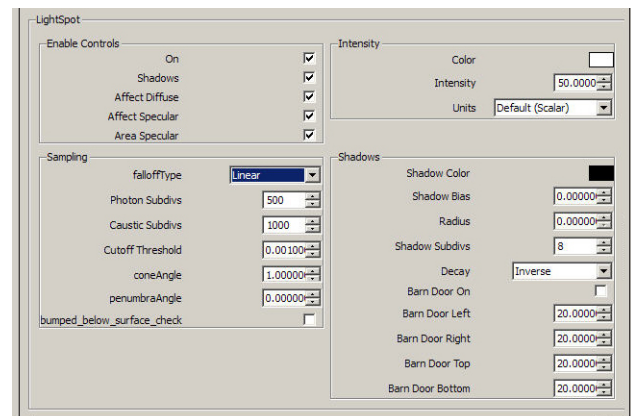 LightSpot
Enable Controls
On
Shadows
Affect Diffuse
Affect Specular
Area Specular
Intensity
Color
Intensity 50.0000
Units Default (Scalar)
Sampling
falloffType Linear
Photon Subdivs 500
Caustic Subdivs 1000
Cutoff Threshold 0.00100
coneAngle 1.00000
penumbraAngle 0.00000
bumped_below_surface_check
Shadows
Shadow Color
Shadow Bias 0.00000
Radius 0.00000
Shadow Subdivs 8
Decay Inverse
Barn Door On
Barn Door Left 20.0000
Barn Door Right 20.0000
Barn Door Top 20.0000
Barn Door Bottom 20.0000